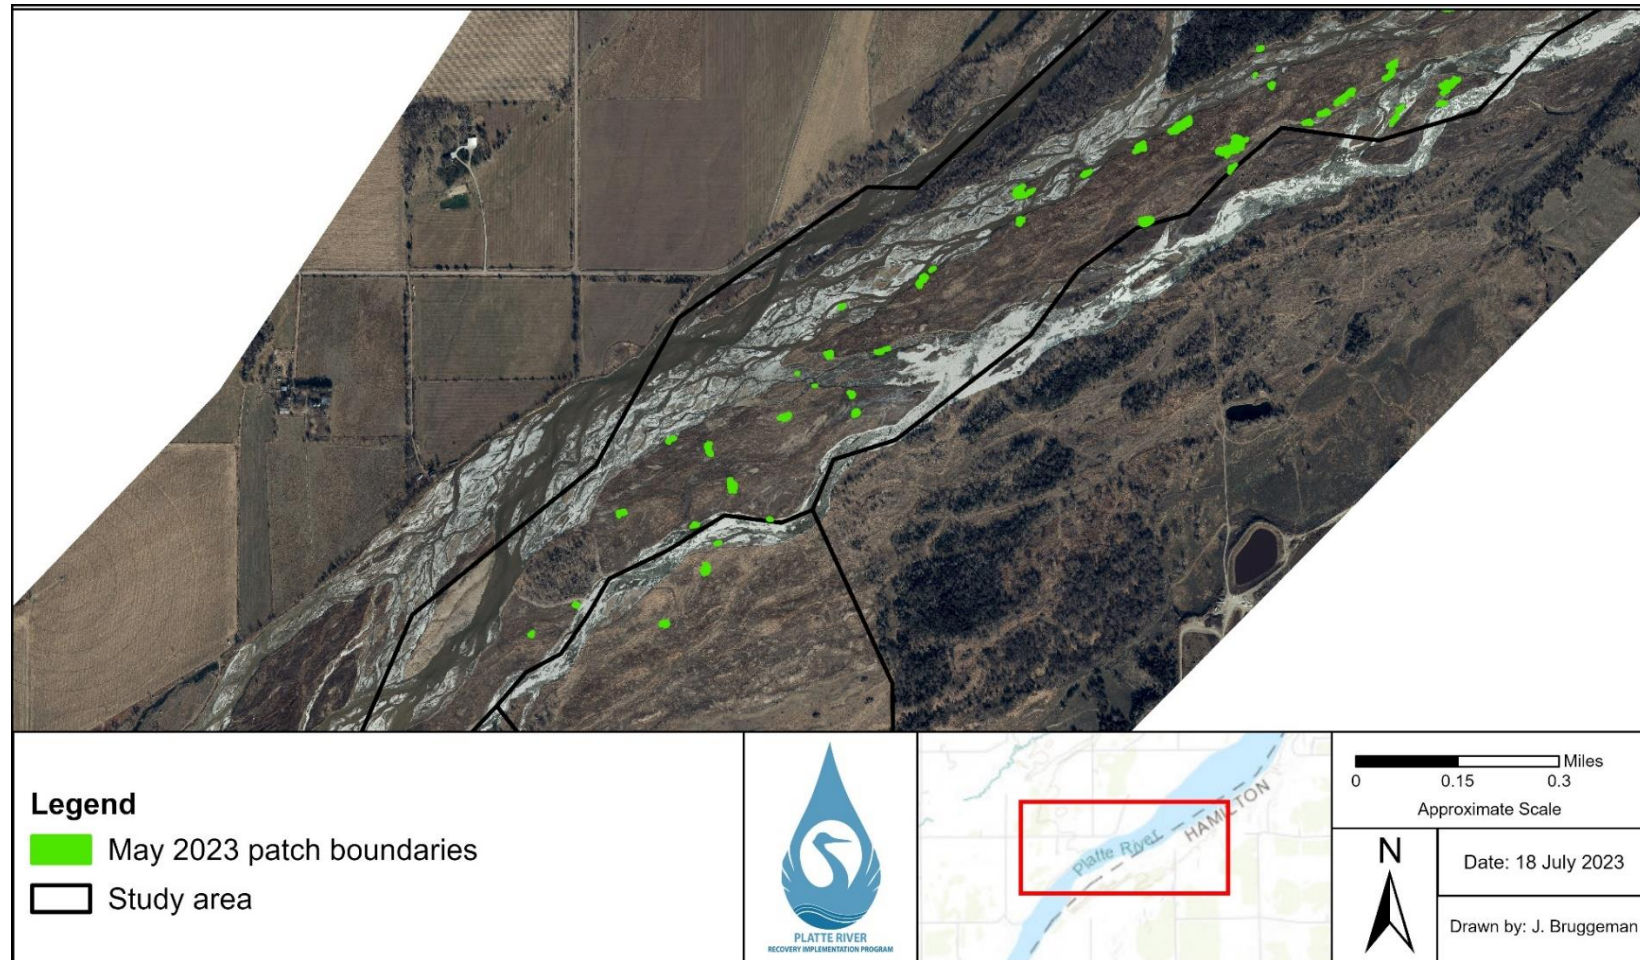 Legend
May 2023 patch boundaries
Study area
PLATTE RIVER
RECOVERY IMPLEMENTATION PROGRAM
Platte River
HAMILTON
Miles
0 0.15 0.3
Approximate Scale
N
Date: 18 July 2023
Drawn by: J. Bruggeman